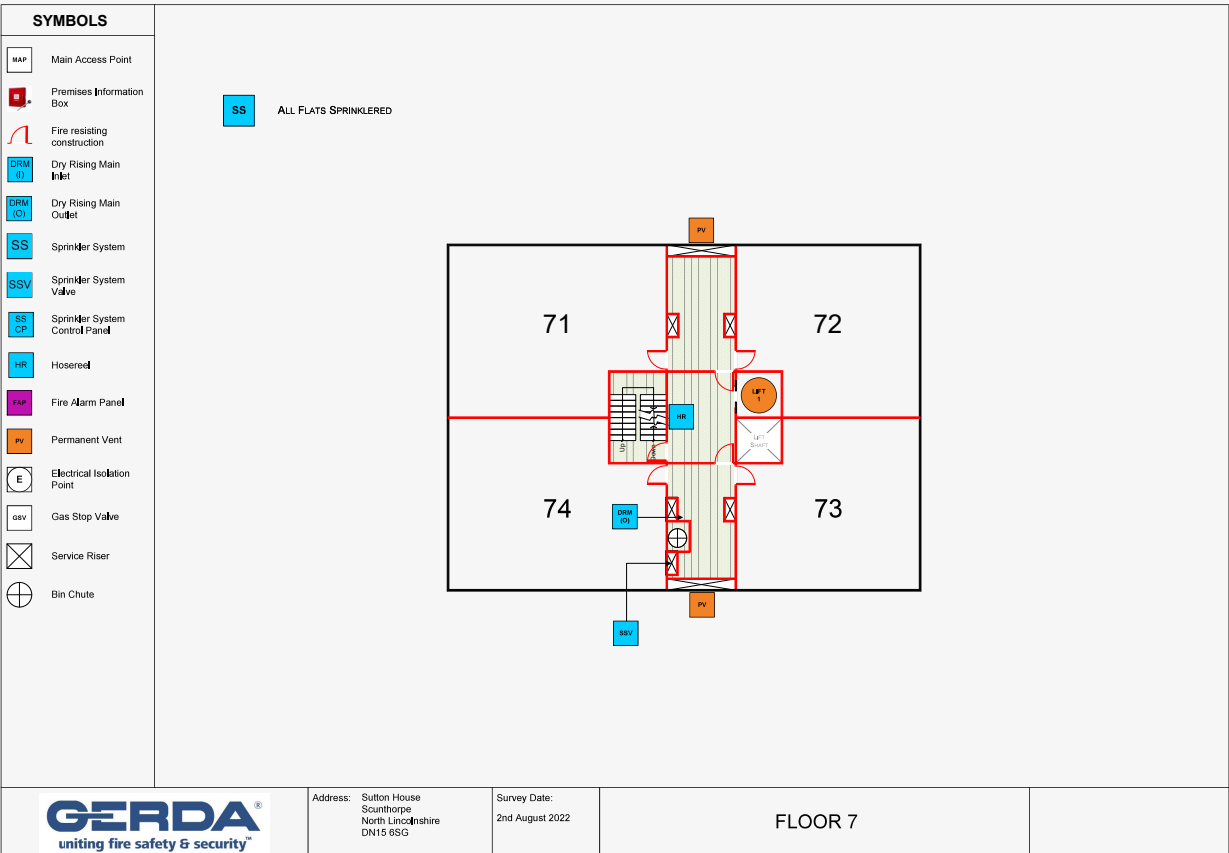 SYMBOLS
MAP
Main Access Point
Premises Information
Box
Fire resisting
construction
DRM
(I)
Dry Rising Main
Inlet
DRM
(O)
Dry Rising Main
Outlet
SS
Sprinkler System
SSV
Sprinkler System
Valve
SS
CP
Sprinkler System
Control Panel
HR
Hosereel
FAP
Fire Alarm Panel
PV
Permanent Vent
E
Electrical Isolation
Point
GSV
Gas Stop Valve
Service Riser
Bin Chute
SS
ALL FLATS SPRINKLERED
PV
71
72
LIFT
1
HR
LIFT
SHAFT
Up
Down
74
DRM
(O)
73
PV
SSV
GERDA®
uniting fire safety & security™
Address:
Sutton House
Scunthorpe
North Lincolnshire
DN15 6SG
Survey Date:
2nd August 2022
FLOOR 7